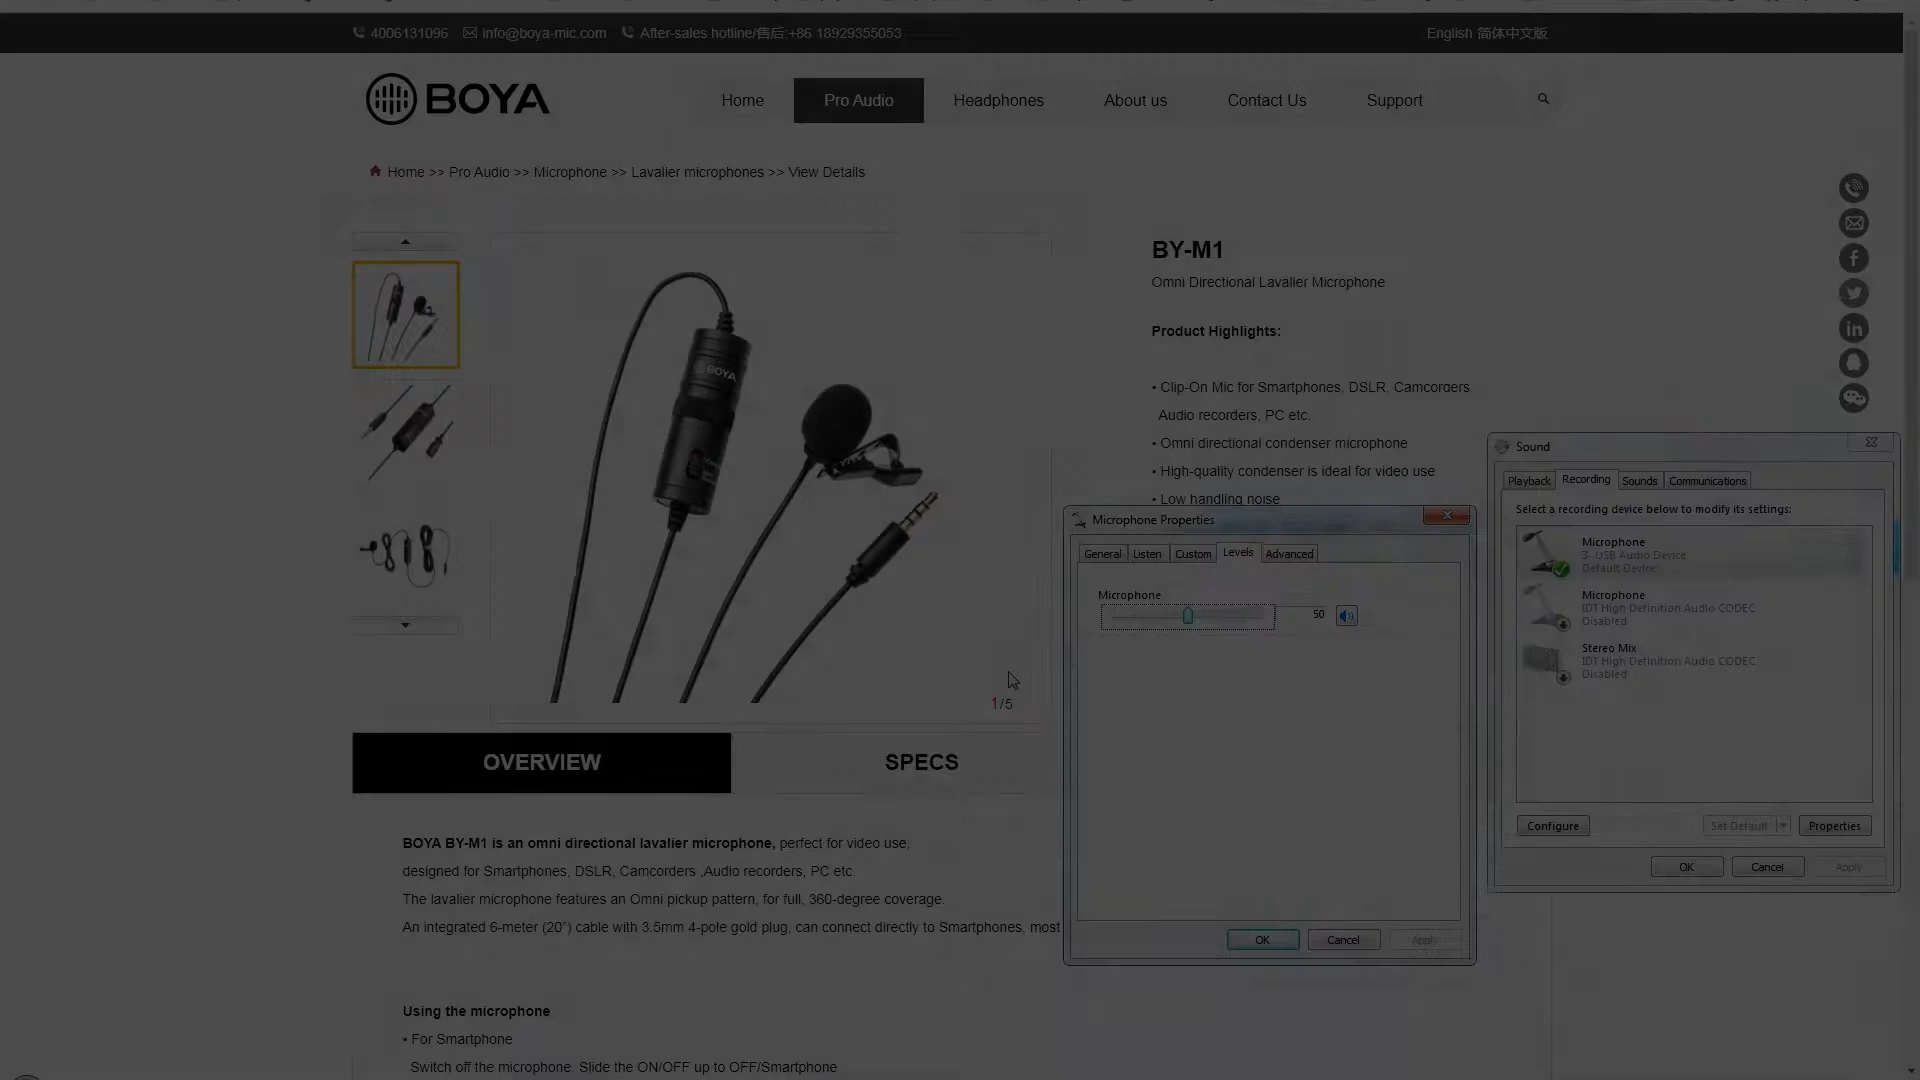 4006131096 info@boya-mic.com After-sales hotline/售后:+86 18929355053
English 简体中文版
BOYA
Home Pro Audio Headphones About us Contact Us Support
Home >> Pro Audio >> Microphone >> Lavalier microphones >> View Details
BOYA
1/5
BY-M1
Omni Directional Lavalier Microphone
Product Highlights:
• Clip-On Mic for Smartphones, DSLR, Camcorders
Audio recorders, PC etc.
• Omni directional condenser microphone
• High-quality condenser is ideal for video use
• Low handling noise
Microphone Properties
General Listen Custom Levels Advanced
Microphone
50
OK Cancel Apply
Sound
Playback Recording Sounds Communications
Select a recording device below to modify its settings:
Microphone
3- USB Audio Device
Default Device
Microphone
IDT High Definition Audio CODEC
Disabled
Stereo Mix
IDT High Definition Audio CODEC
Disabled
Configure Set Default Properties
OK Cancel Apply
OVERVIEW SPECS
BOYA BY-M1 is an omni directional lavalier microphone, perfect for video use,
designed for Smartphones, DSLR, Camcorders ,Audio recorders, PC etc.
The lavalier microphone features an Omni pickup pattern, for full, 360-degree coverage.
An integrated 6-meter (20”) cable with 3.5mm 4-pole gold plug, can connect directly to Smartphones, most
Using the microphone
• For Smartphone
Switch off the microphone. Slide the ON/OFF up to OFF/Smartphone